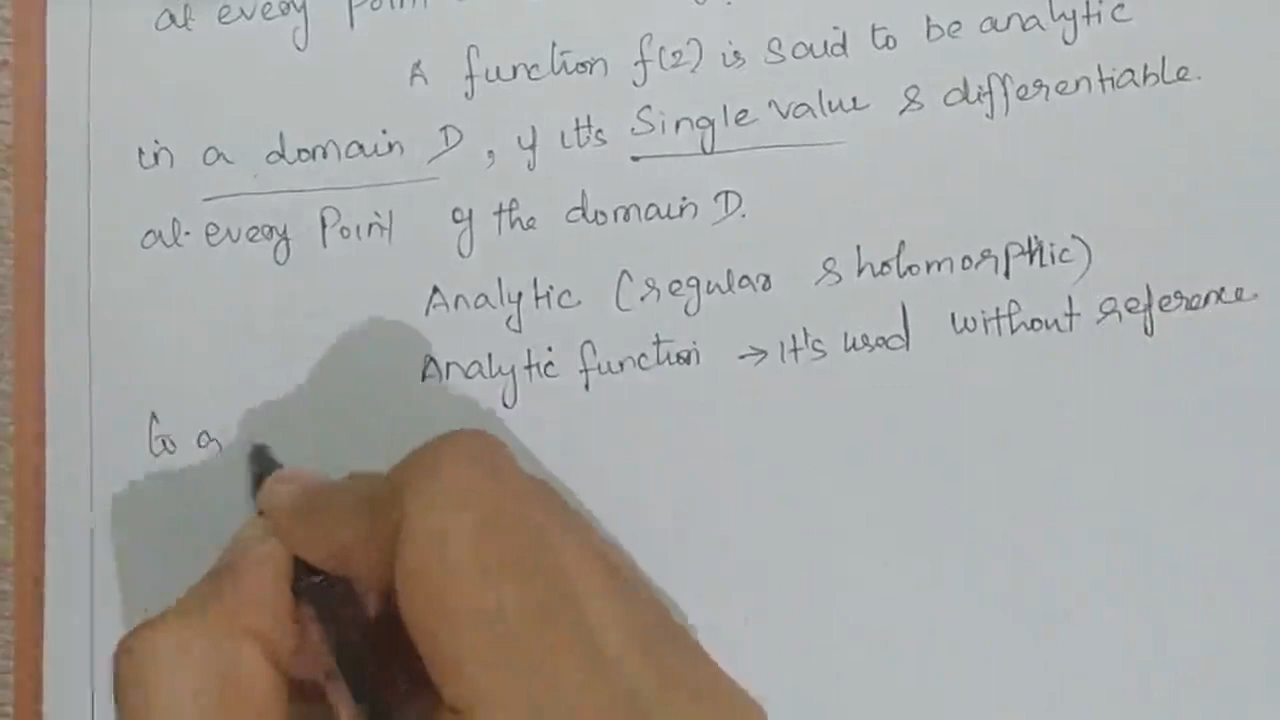 at every Point
A function f(z) is said to be analytic
in a domain D, if it's Single value & differentiable.
at every Point of the domain D.
Analytic (regular & holomorphic)
Analytic function → It's used without reference
to a